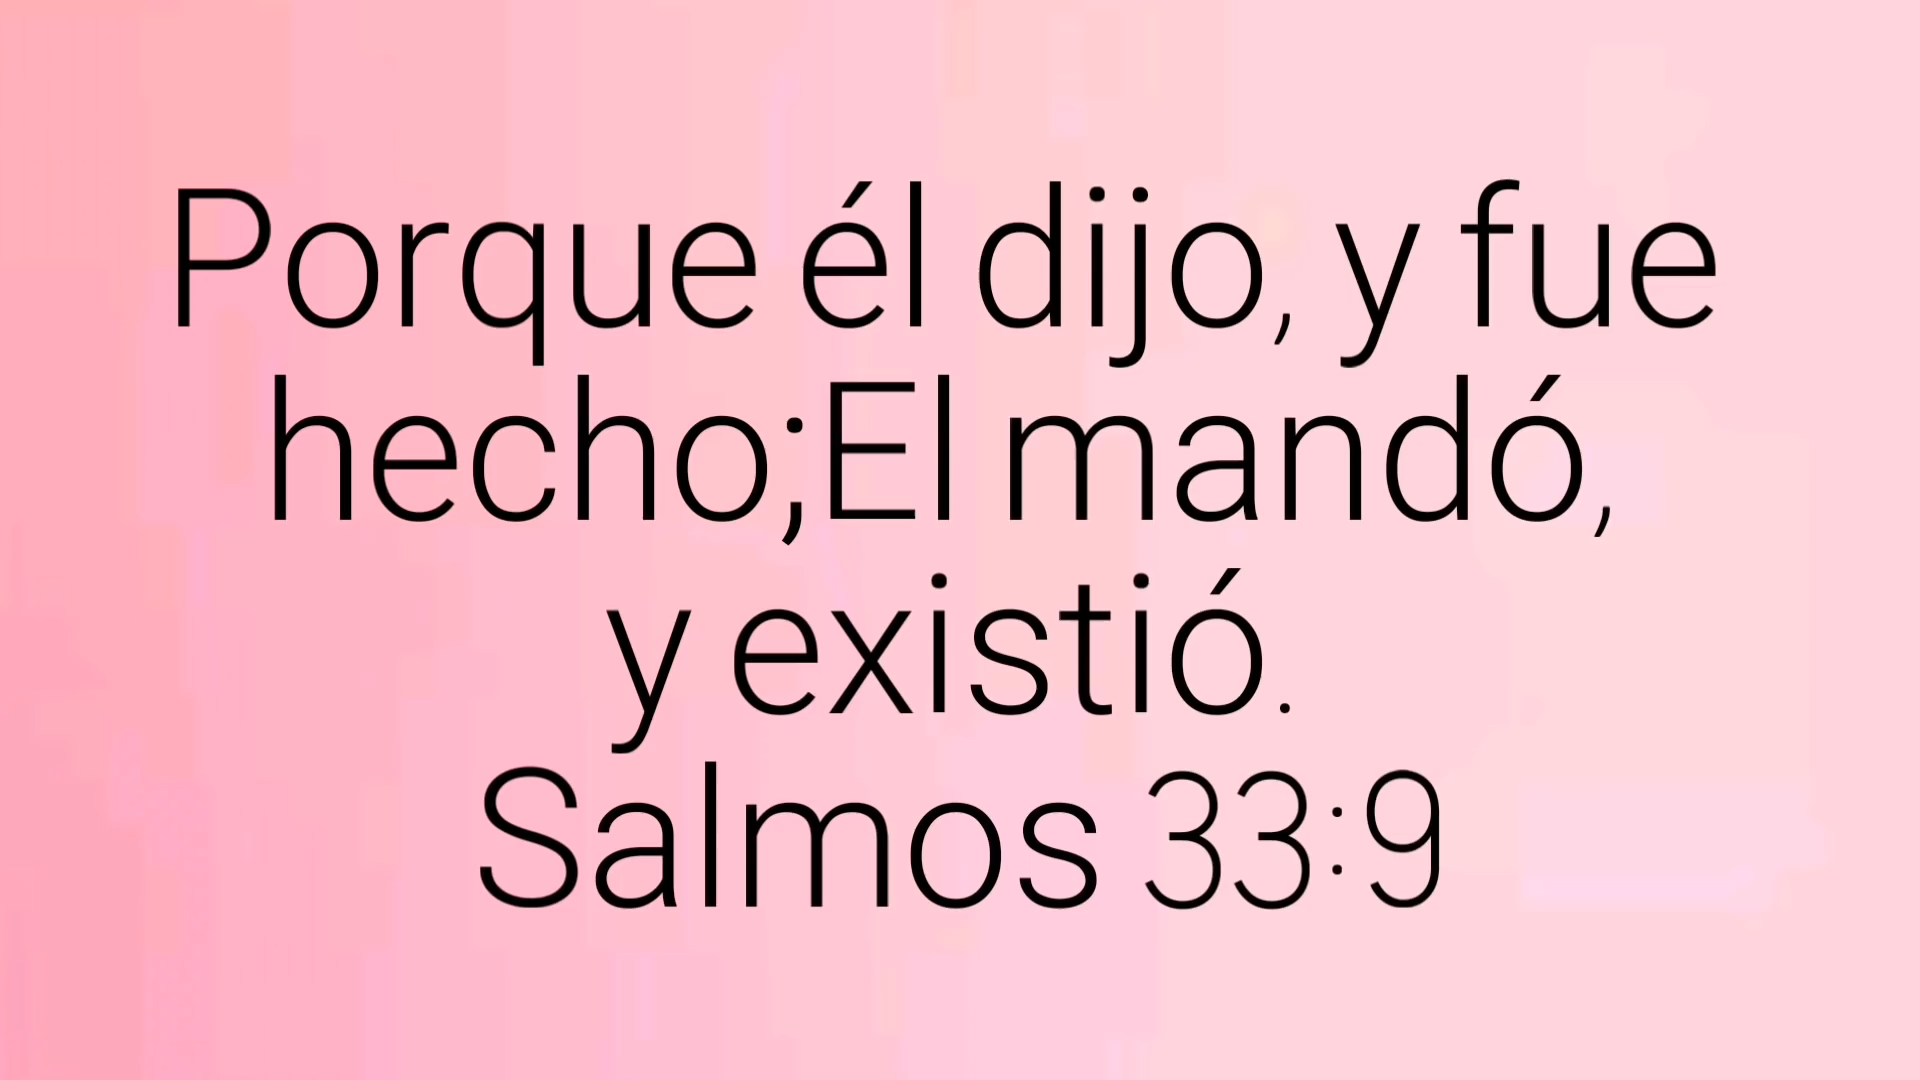 Porque él dijo, y fue
hecho;El mandó,
y existió.
Salmos 33:9